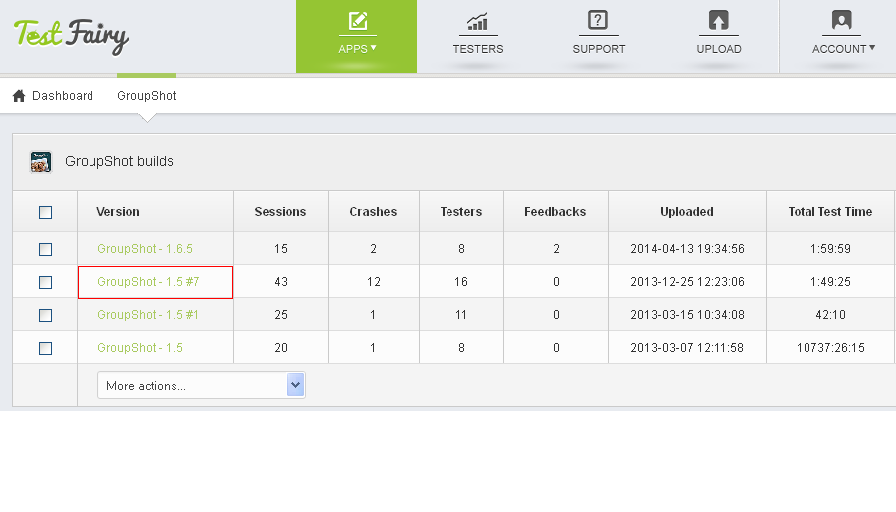 Test Fairy
APPS TESTERS SUPPORT UPLOAD ACCOUNT
Dashboard GroupShot
GroupShot builds
Version Sessions Crashes Testers Feedbacks Uploaded Total Test Time
GroupShot - 1.6.5 15 2 8 2 2014-04-13 19:34:56 1:59:59
GroupShot - 1.5 #7 43 12 16 0 2013-12-25 12:23:06 1:49:25
GroupShot - 1.5 #1 25 1 11 0 2013-03-15 10:34:08 42:10
GroupShot - 1.5 20 1 8 0 2013-03-07 12:11:58 10737:26:15
More actions...